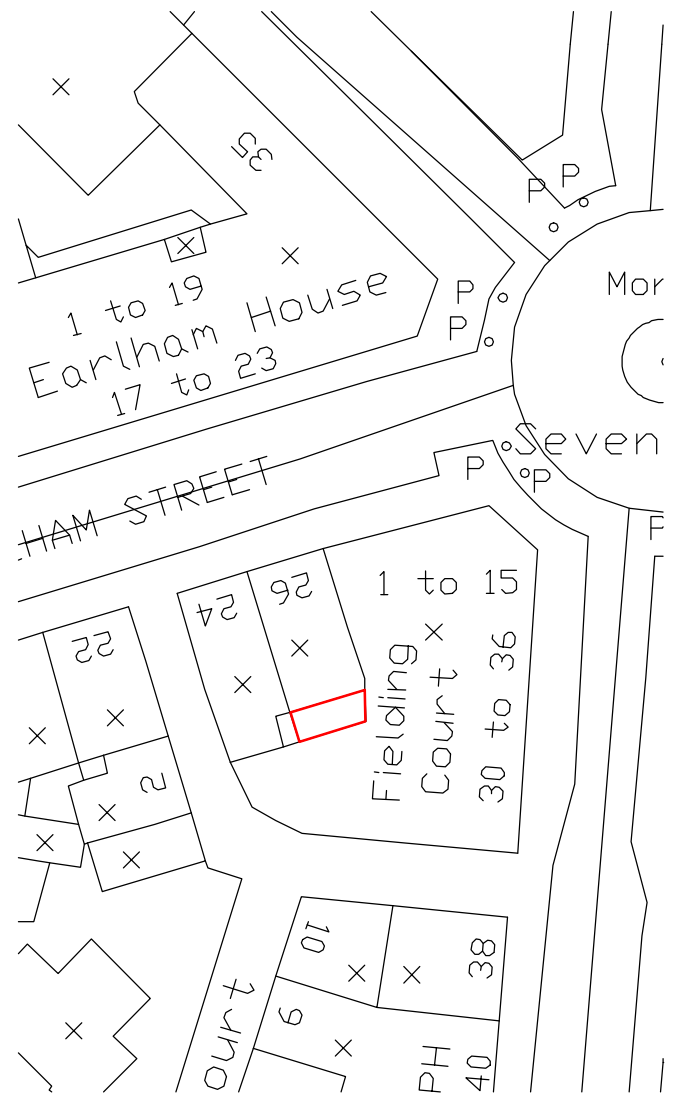 35
P P
Mor
1 to 19
Earlham House
17 to 23
P
P
Seven
P
P
P
HAM STREET
24
26
1 to 15
Fielding
Court
30 to 36
22
2
10
38
9
ourt
PH
40